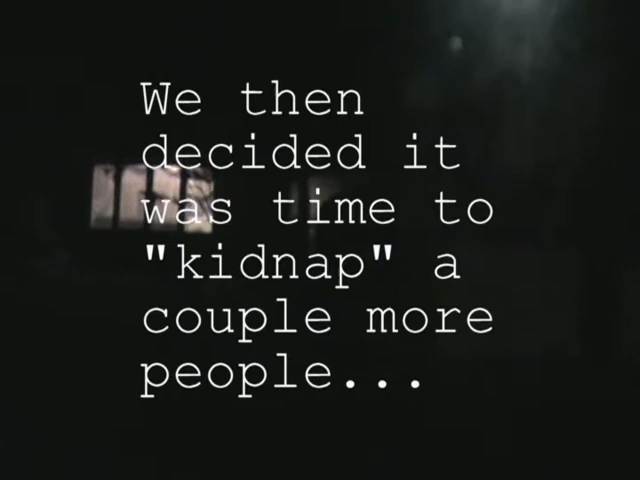 We then
decided it
was time to
"kidnap" a
couple more
people...